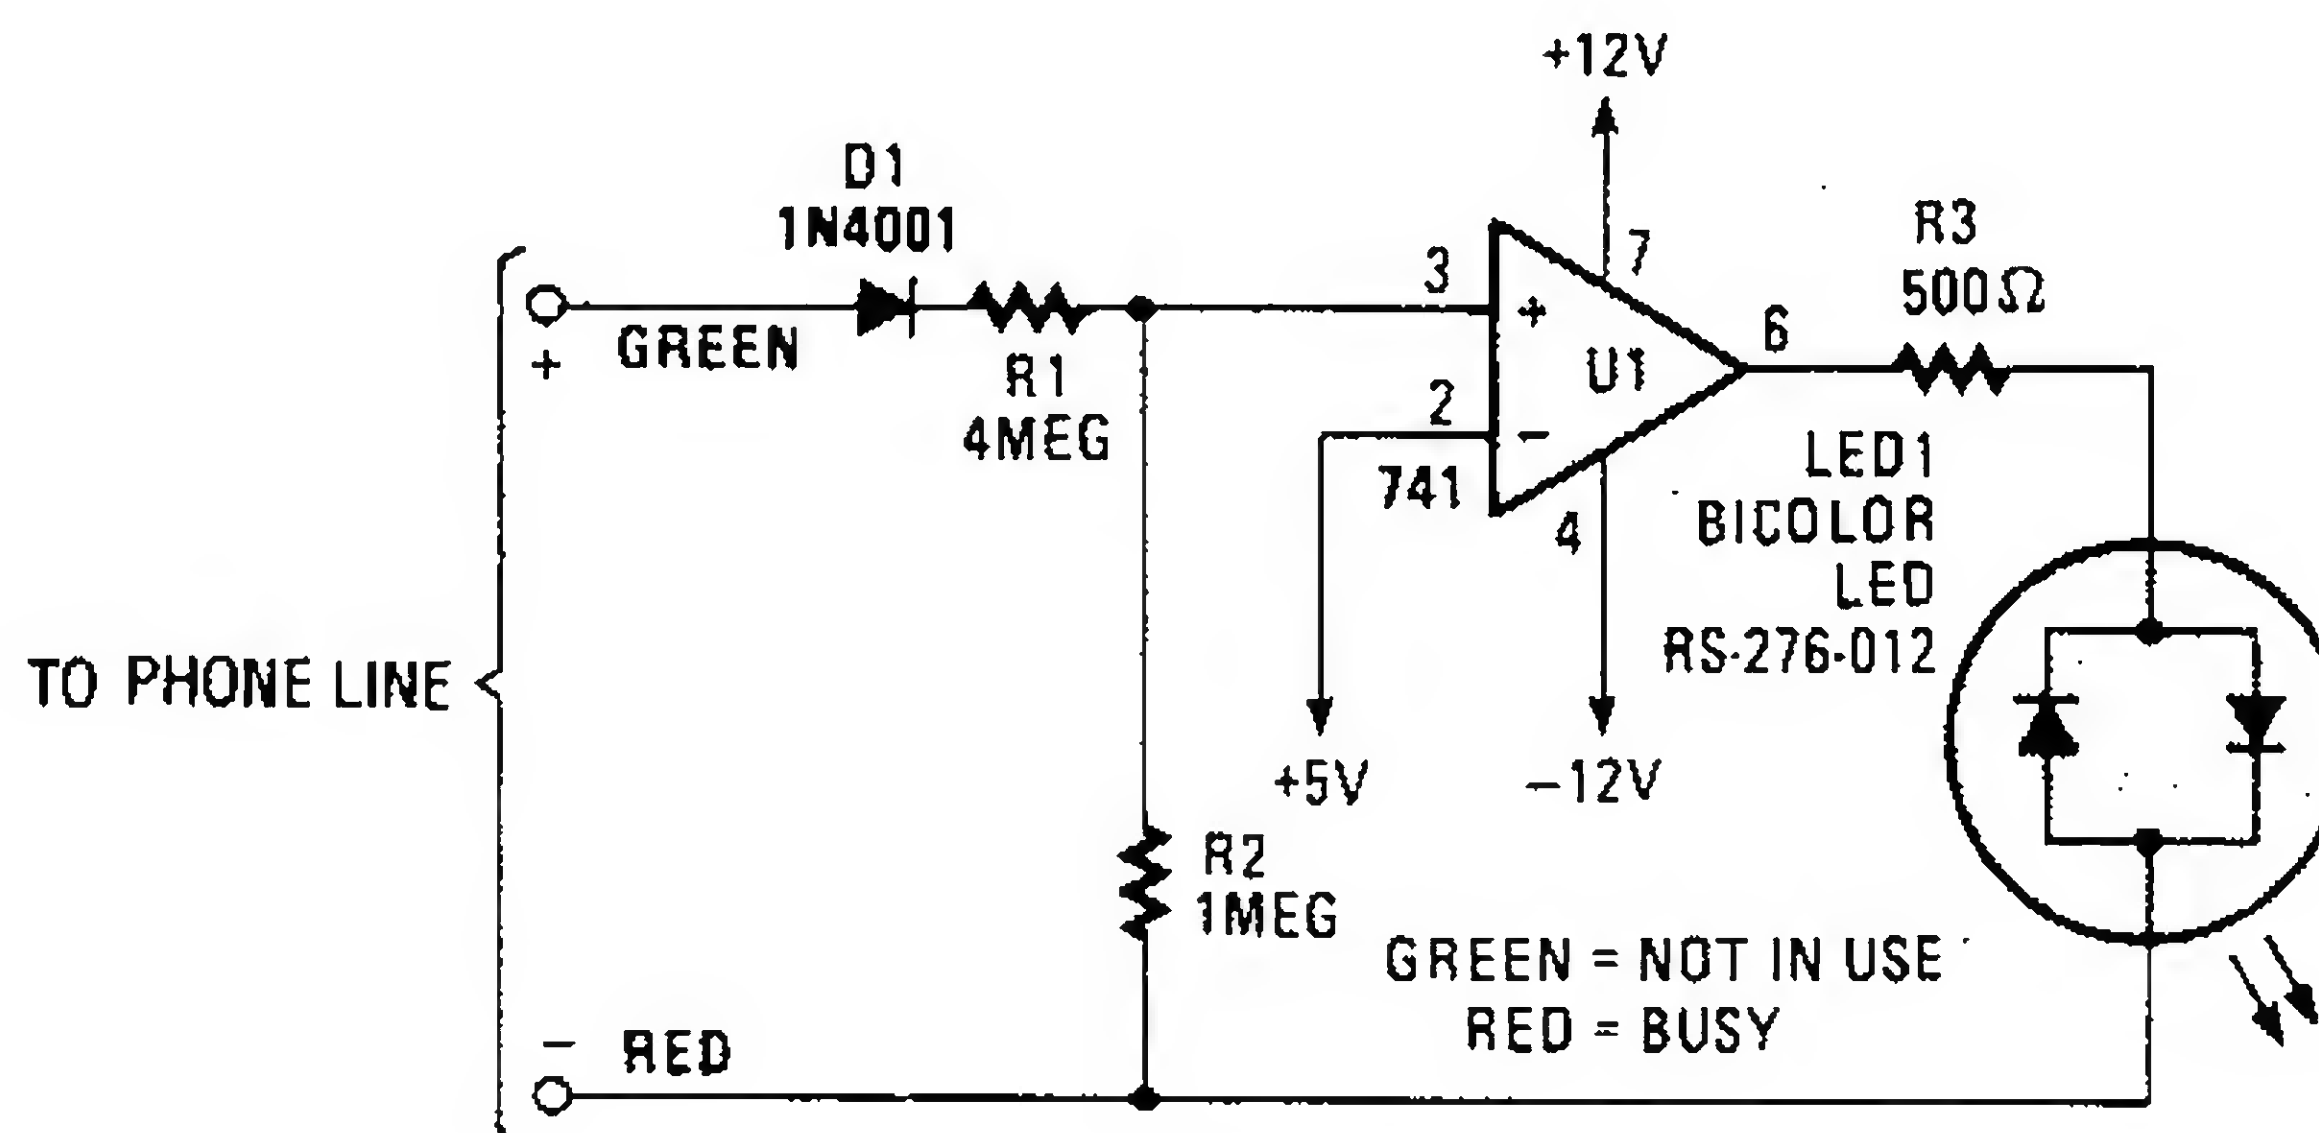 +12V
D1
1N4001
R3
500Ω
3
7
+
6
GREEN
+
U1
R1
4MEG
2
−
741
4
LED1
BICOLOR
LED
RS-276-012
TO PHONE LINE
+5V
−12V
R2
1MEG
GREEN = NOT IN USE
RED = BUSY
− RED